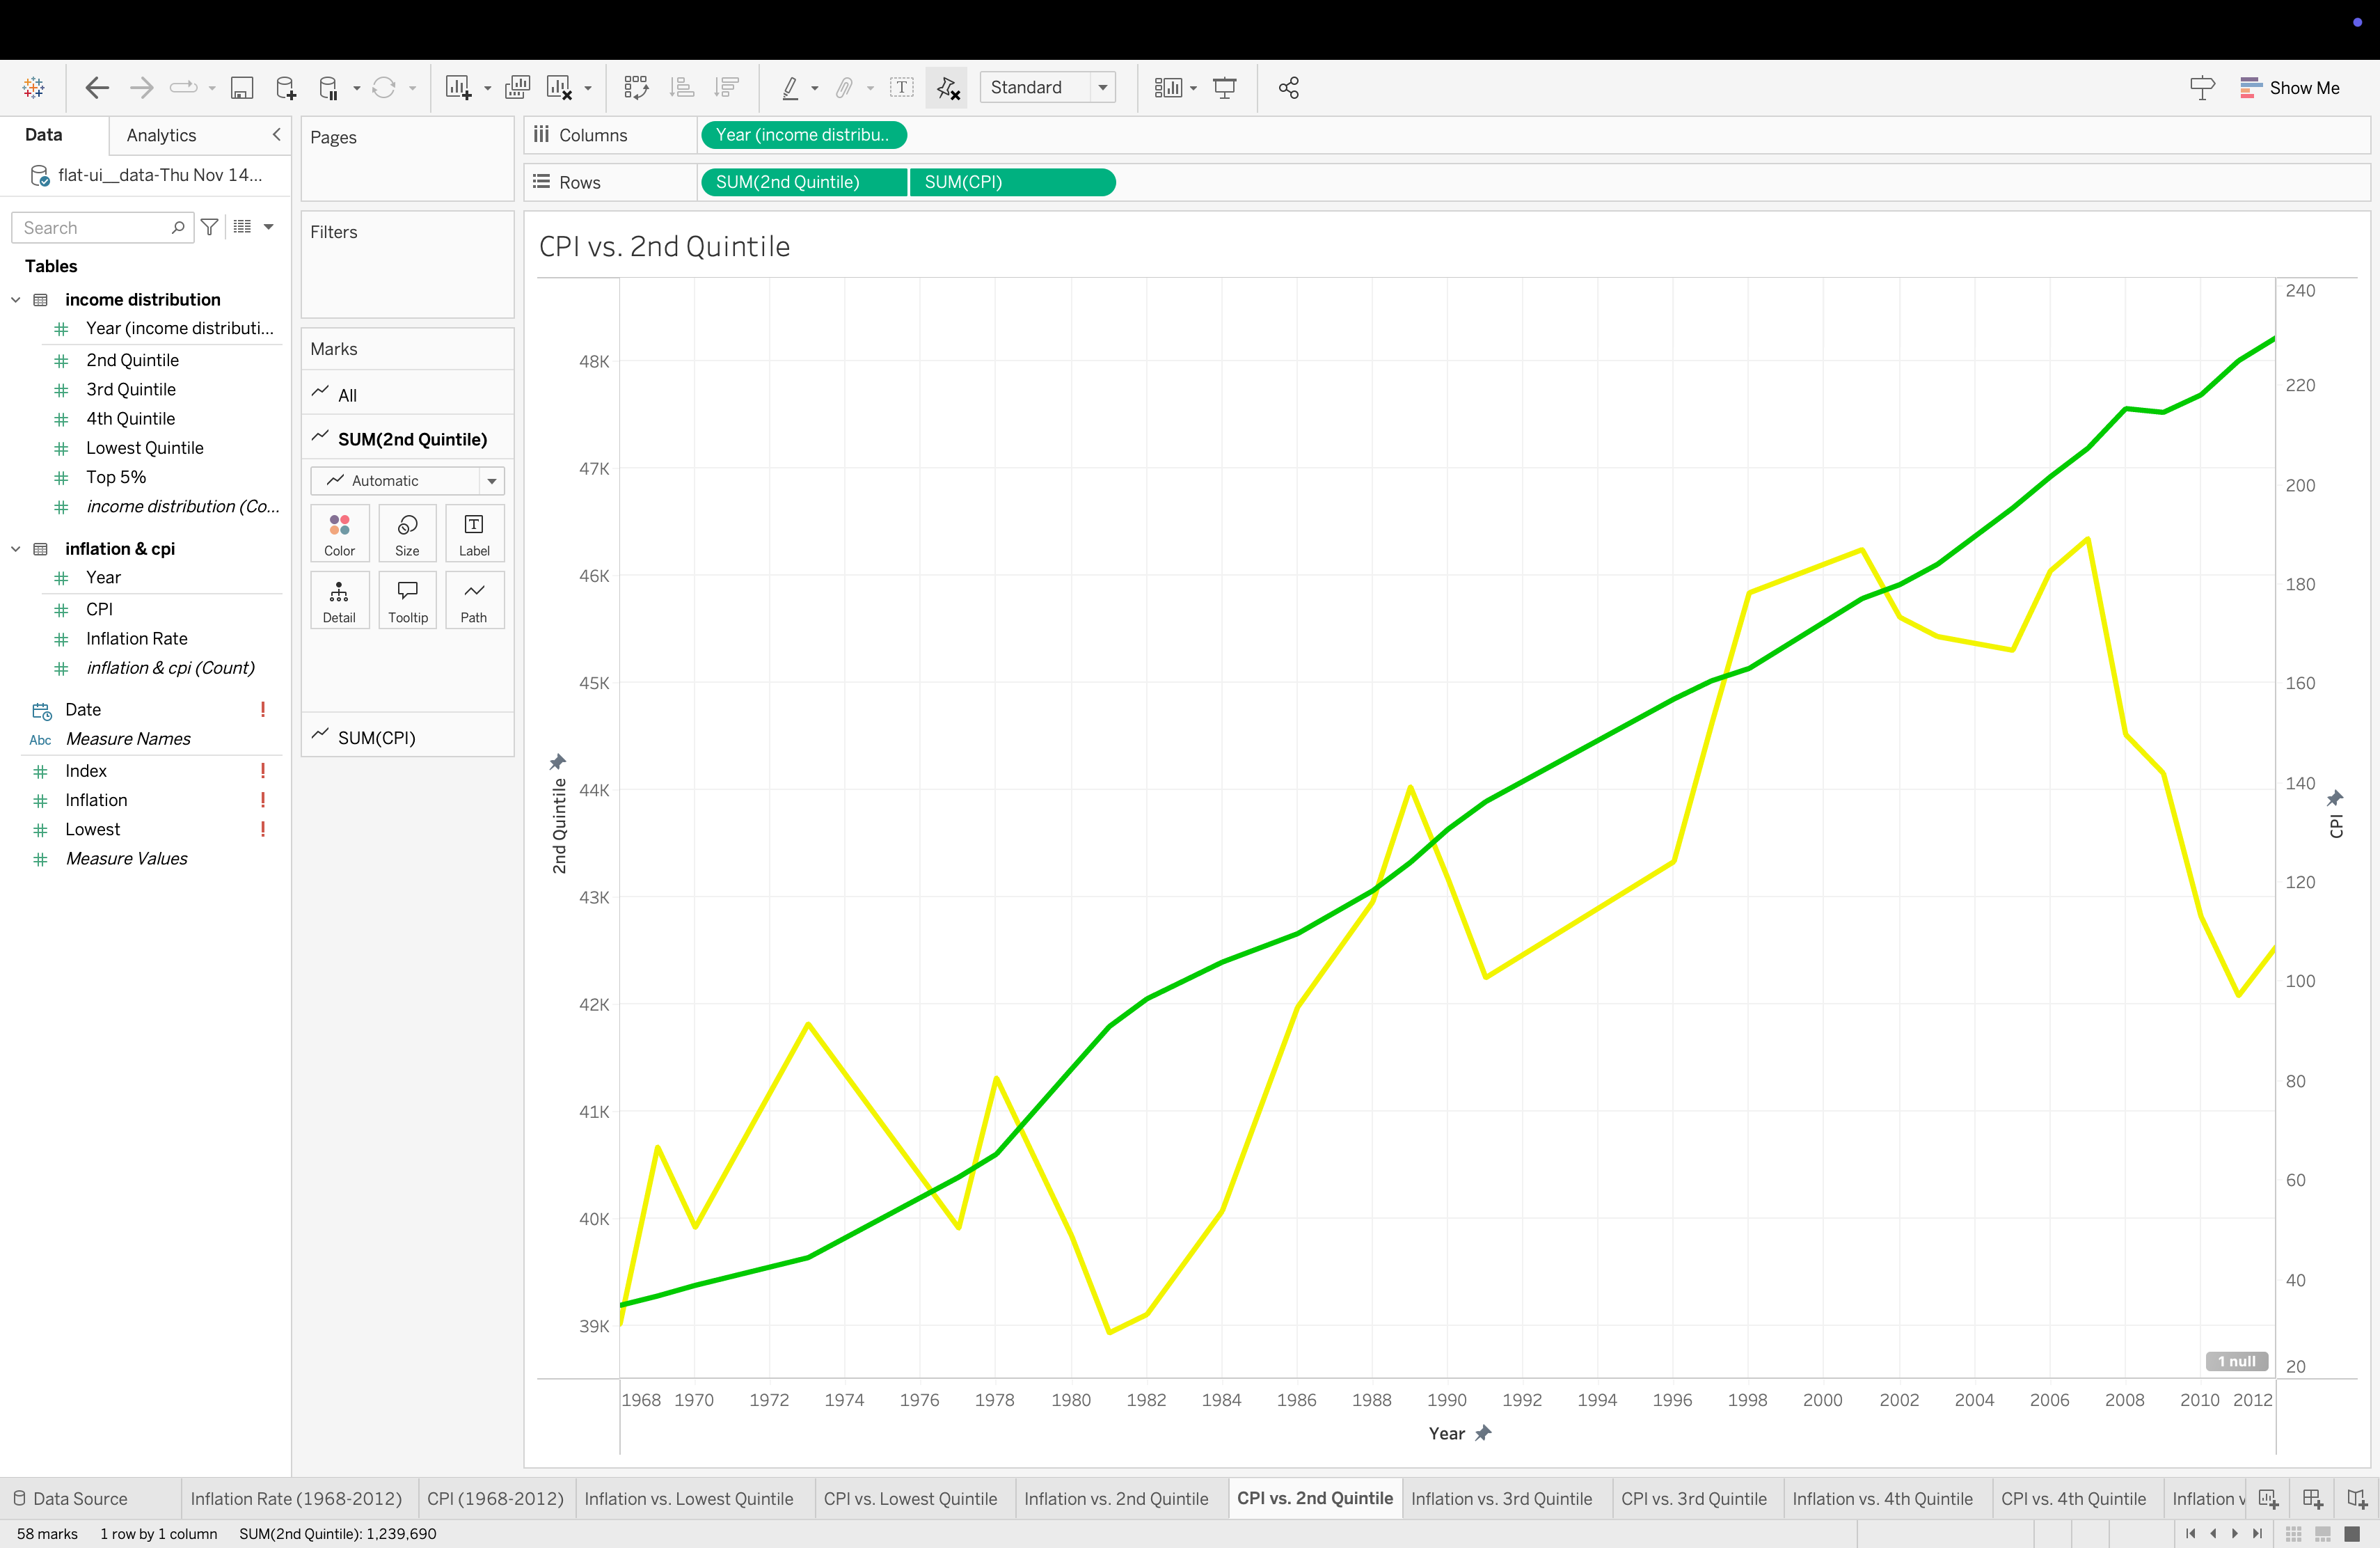 Standard
Show Me
Data
Analytics
Pages
Columns
Year (income distribu..
flat-ui__data-Thu Nov 14...
Rows
SUM(2nd Quintile)
SUM(CPI)
Search
Filters
CPI vs. 2nd Quintile
Tables
income distribution
Year (income distributi...
2nd Quintile
3rd Quintile
4th Quintile
Lowest Quintile
Top 5%
income distribution (Co...
inflation & cpi
Year
CPI
Inflation Rate
inflation & cpi (Count)
Date !
Abc Measure Names
Index !
Inflation !
Lowest !
Measure Values
Marks
All
SUM(2nd Quintile)
Automatic
Color
Size
T
Label
Detail
Tooltip
Path
SUM(CPI)
48K
47K
46K
45K
44K
43K
42K
41K
40K
39K
2nd Quintile
240
220
200
180
160
140
120
100
80
60
40
20
CPI
1 null
1968 1970 1972 1974 1976 1978 1980 1982 1984 1986 1988 1990 1992 1994 1996 1998 2000 2002 2004 2006 2008 2010 2012
Year
Data Source
Inflation Rate (1968-2012)
CPI (1968-2012)
Inflation vs. Lowest Quintile
CPI vs. Lowest Quintile
Inflation vs. 2nd Quintile
CPI vs. 2nd Quintile
Inflation vs. 3rd Quintile
CPI vs. 3rd Quintile
Inflation vs. 4th Quintile
CPI vs. 4th Quintile
Inflation v
58 marks 1 row by 1 column SUM(2nd Quintile): 1,239,690